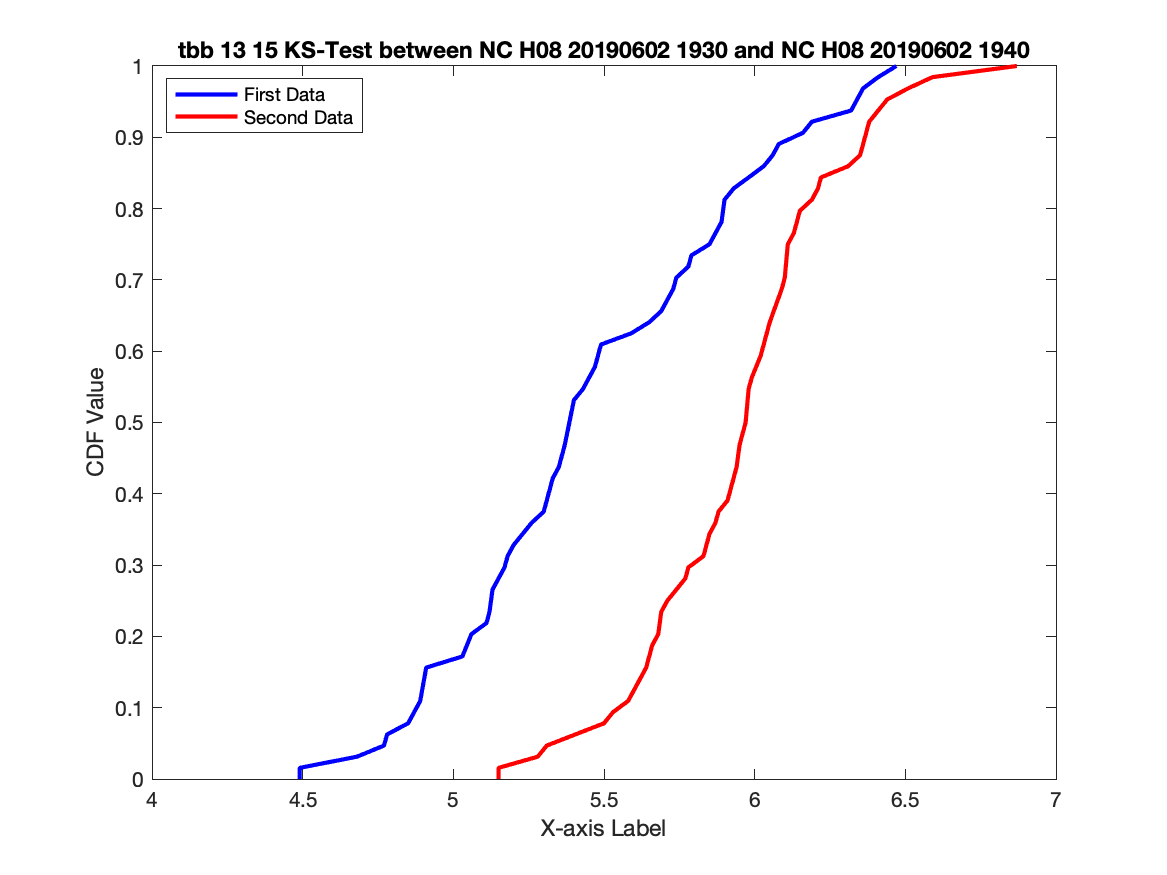 tbb 13 15 KS-Test between NC H08 20190602 1930 and NC H08 20190602 1940
First Data
Second Data
CDF Value
1
0.9
0.8
0.7
0.6
0.5
0.4
0.3
0.2
0.1
0
4 4.5 5 5.5 6 6.5 7
X-axis Label